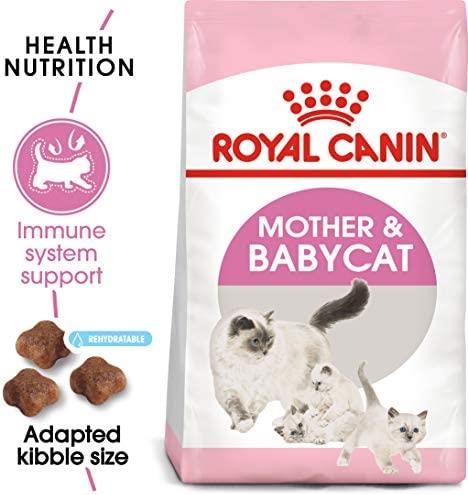 HEALTH
NUTRITION
Immune
system
support
REHYDRATABLE
Adapted
kibble size
ROYAL CANIN®
MOTHER &
BABYCAT